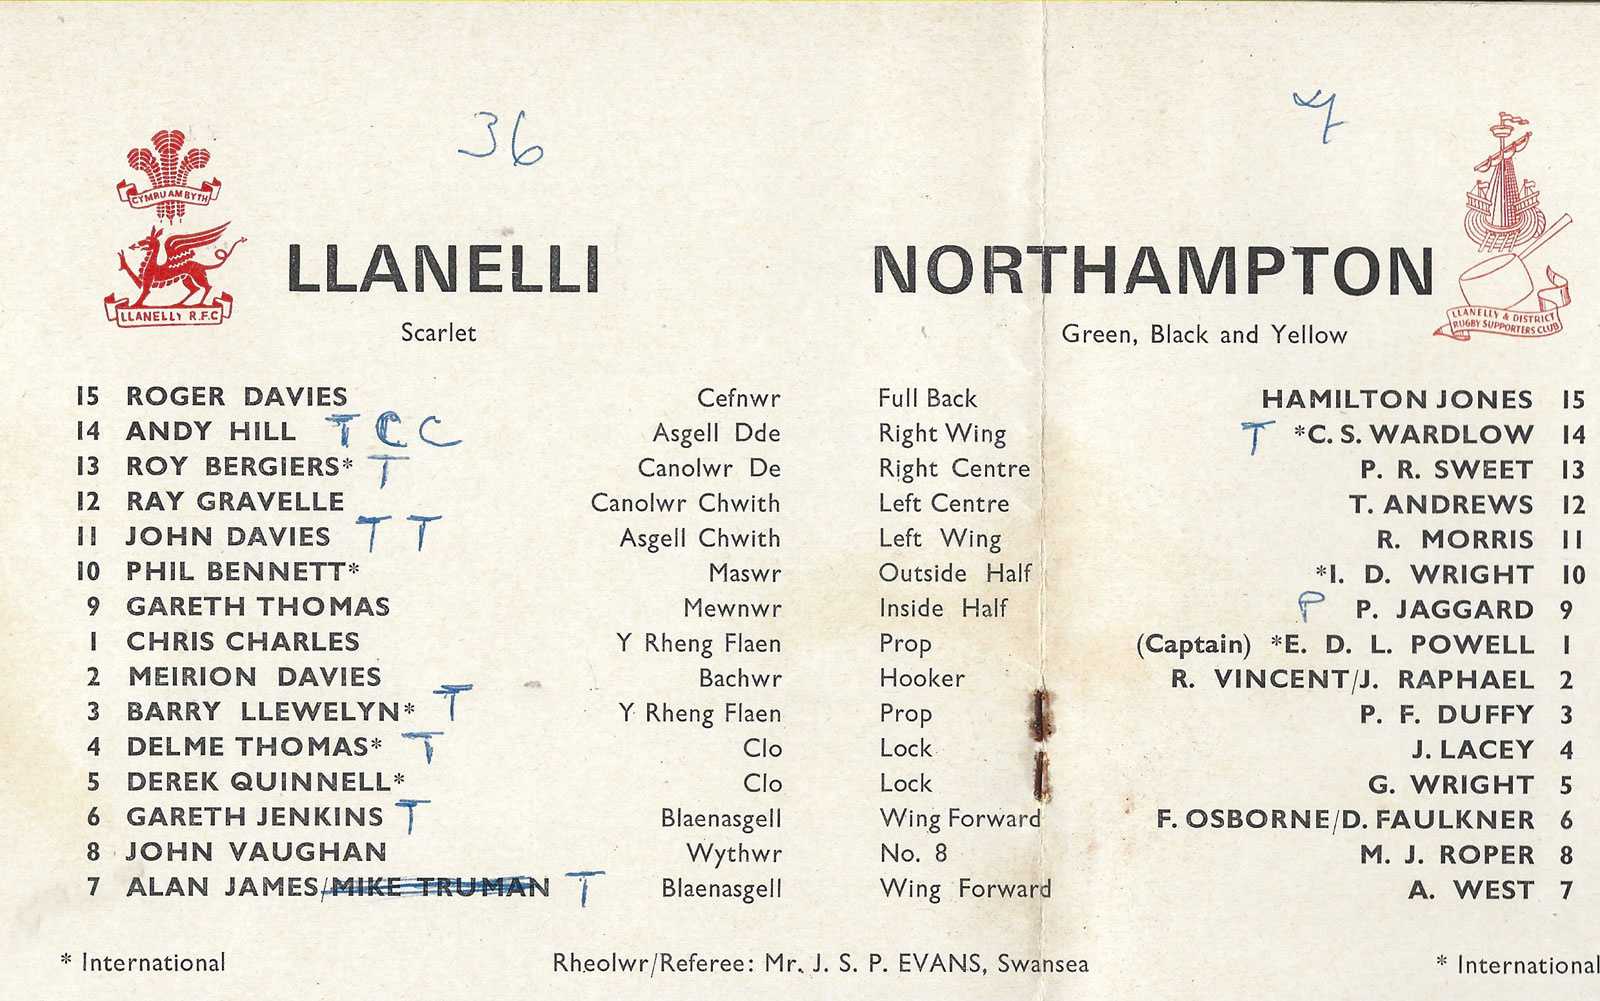 36
7
CYMRU AM BYTH
LLANELLY R.F.C
LLANELLI
NORTHAMPTON
LLANELLY & DISTRICT
RUGBY SUPPORTERS CLUB
Scarlet
Green, Black and Yellow
15 ROGER DAVIES Cefnwr Full Back HAMILTON JONES 15
14 ANDY HILL T C C Asgell Dde Right Wing T *C. S. WARDLOW 14
13 ROY BERGIERS* T Canolwr De Right Centre P. R. SWEET 13
12 RAY GRAVELLE Canolwr Chwith Left Centre T. ANDREWS 12
11 JOHN DAVIES T T Asgell Chwith Left Wing R. MORRIS 11
10 PHIL BENNETT* Maswr Outside Half *I. D. WRIGHT 10
9 GARETH THOMAS Mewnwr Inside Half P P. JAGGARD 9
1 CHRIS CHARLES Y Rheng Flaen Prop (Captain) *E. D. L. POWELL 1
2 MEIRION DAVIES Bachwr Hooker R. VINCENT/J. RAPHAEL 2
3 BARRY LLEWELYN* T Y Rheng Flaen Prop P. F. DUFFY 3
4 DELME THOMAS* T Clo Lock J. LACEY 4
5 DEREK QUINNELL* Clo Lock G. WRIGHT 5
6 GARETH JENKINS T Blaenasgell Wing Forward F. OSBORNE/D. FAULKNER 6
8 JOHN VAUGHAN Wythwr No. 8 M. J. ROPER 8
7 ALAN JAMES/MIKE TRUMAN T Blaenasgell Wing Forward A. WEST 7
* International Rheolwr/Referee: Mr. J. S. P. EVANS, Swansea * International